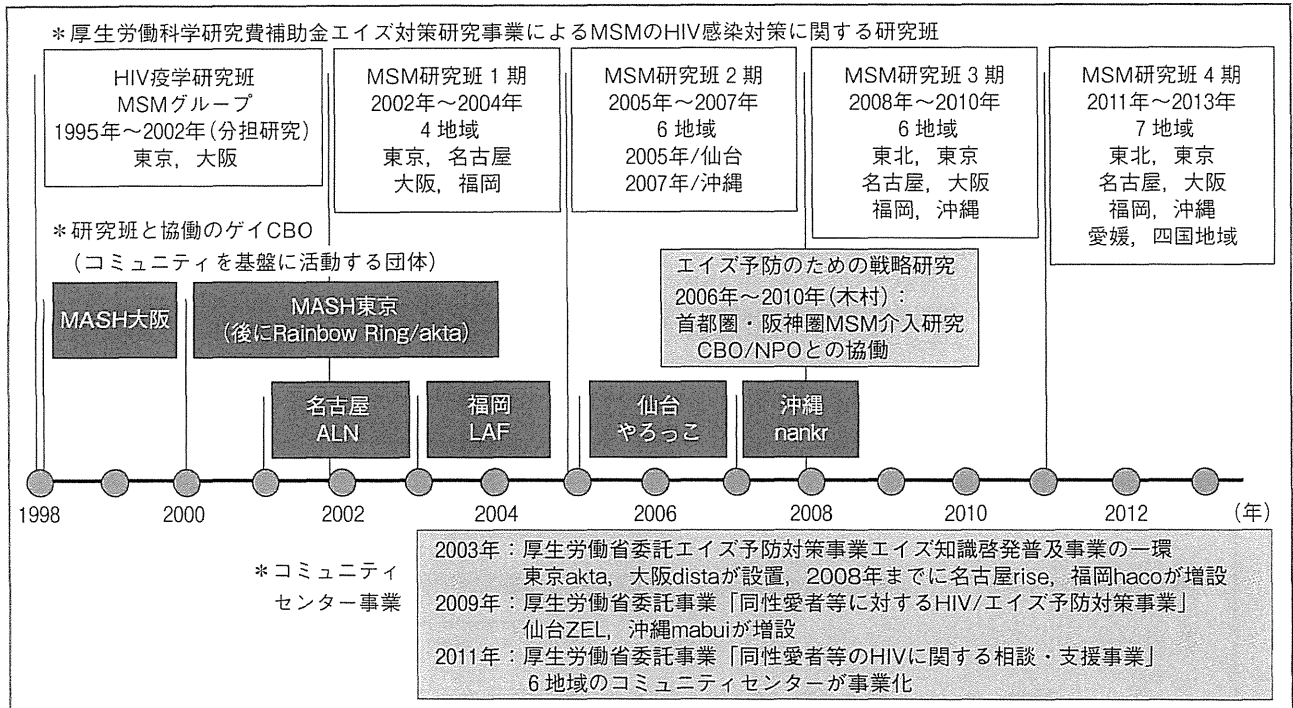 *厚生労働科学研究費補助金エイズ対策研究事業によるMSMのHIV感染対策に関する研究班
HIV疫学研究班
MSMグループ
1995年〜2002年(分担研究)
東京,大阪
MSM研究班1期
2002年〜2004年
4地域
東京,名古屋
大阪,福岡
MSM研究班2期
2005年〜2007年
6地域
2005年/仙台
2007年/沖縄
MSM研究班3期
2008年〜2010年
6地域
東北,東京
名古屋,大阪
福岡,沖縄
MSM研究班4期
2011年〜2013年
7地域
東北,東京
名古屋,大阪
福岡,沖縄
愛媛,四国地域
*研究班と協働のゲイCBO
(コミュニティを基盤に活動する団体)
MASH大阪
MASH東京
(後にRainbow Ring/akta)
エイズ予防のための戦略研究
2006年〜2010年(木村):
首都圏・阪神圏MSM介入研究
CBO/NPOとの協働
名古屋
ALN
福岡
LAF
仙台
やろっこ
沖縄
nankr
1998 2000 2002 2004 2006 2008 2010 2012 (年)
*コミュニティ
センター事業
2003年:厚生労働省委託エイズ予防対策事業エイズ知識啓発普及事業の一環
東京akta,大阪distaが設置,2008年までに名古屋rise,福岡hacoが増設
2009年:厚生労働省委託事業「同性愛者等に対するHIV/エイズ予防対策事業」
仙台ZEL,沖縄mabuiが増設
2011年:厚生労働省委託事業「同性愛者等のHIVに関する相談・支援事業」
6地域のコミュニティセンターが事業化